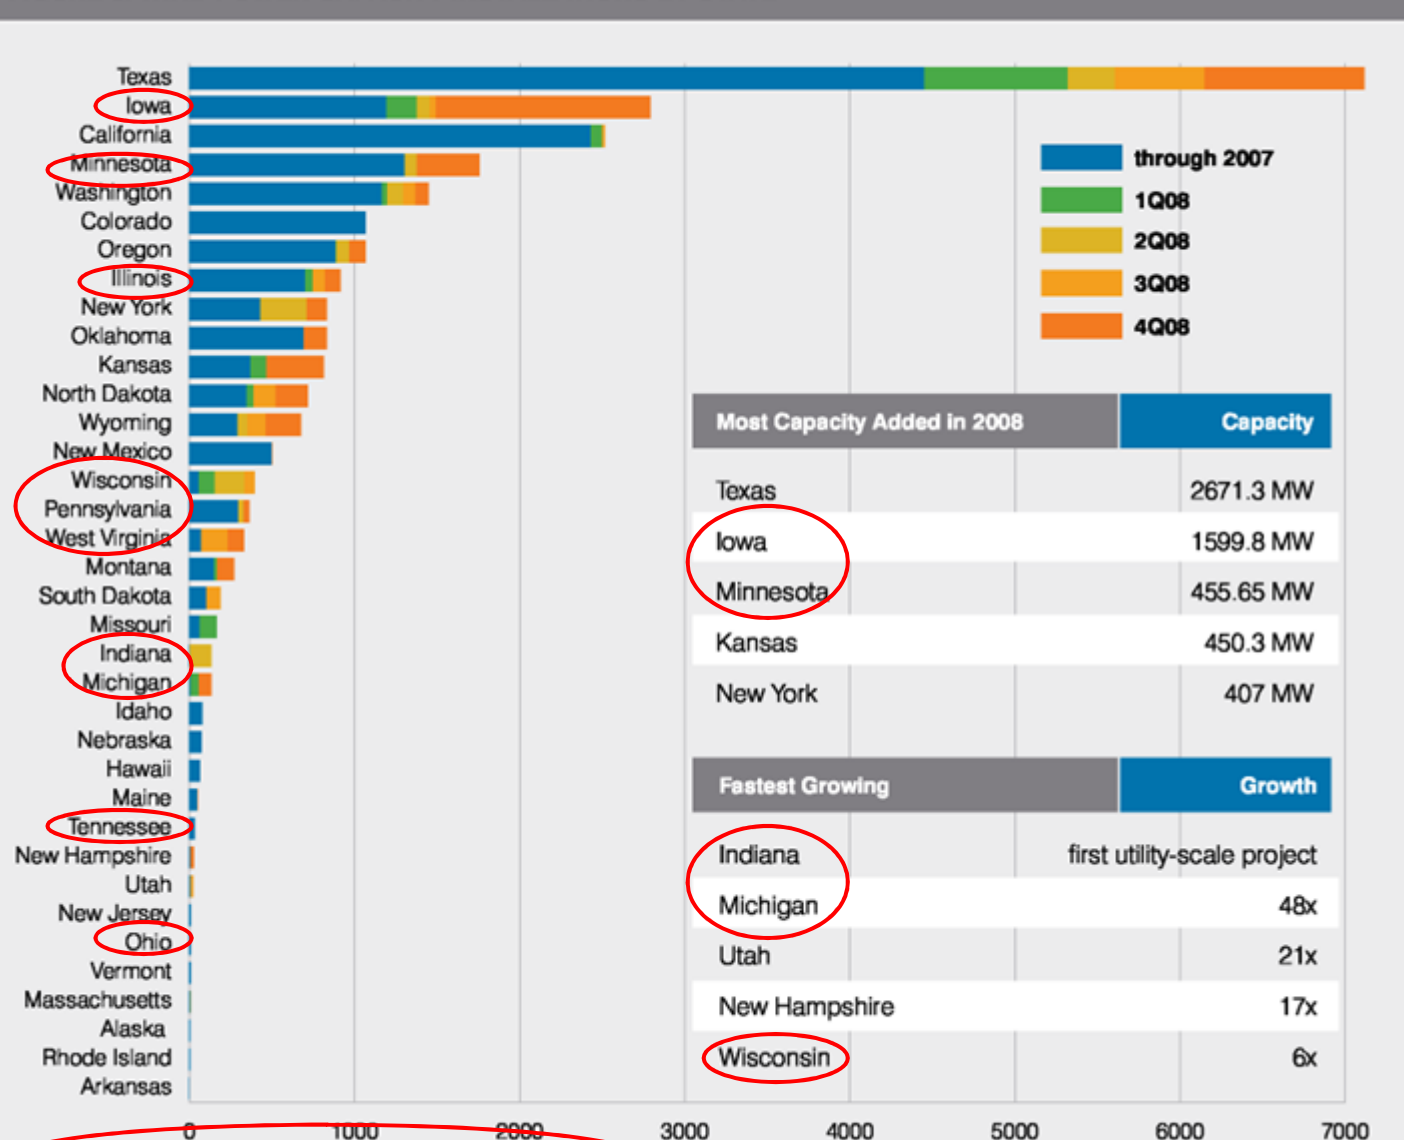 Texas
Iowa
California
Minnesota
Washington
Colorado
Oregon
Illinois
New York
Oklahoma
Kansas
North Dakota
Wyoming
New Mexico
Wisconsin
Pennsylvania
West Virginia
Montana
South Dakota
Missouri
Indiana
Michigan
Idaho
Nebraska
Hawaii
Maine
Tennessee
New Hampshire
Utah
New Jersey
Ohio
Vermont
Massachusetts
Alaska
Rhode Island
Arkansas
0 1000 2000 3000 4000 5000 6000 7000
through 2007
1Q08
2Q08
3Q08
4Q08
Most Capacity Added in 2008 Capacity
Texas 2671.3 MW
Iowa 1599.8 MW
Minnesota 455.65 MW
Kansas 450.3 MW
New York 407 MW
Fastest Growing Growth
Indiana first utility-scale project
Michigan 48x
Utah 21x
New Hampshire 17x
Wisconsin 6x